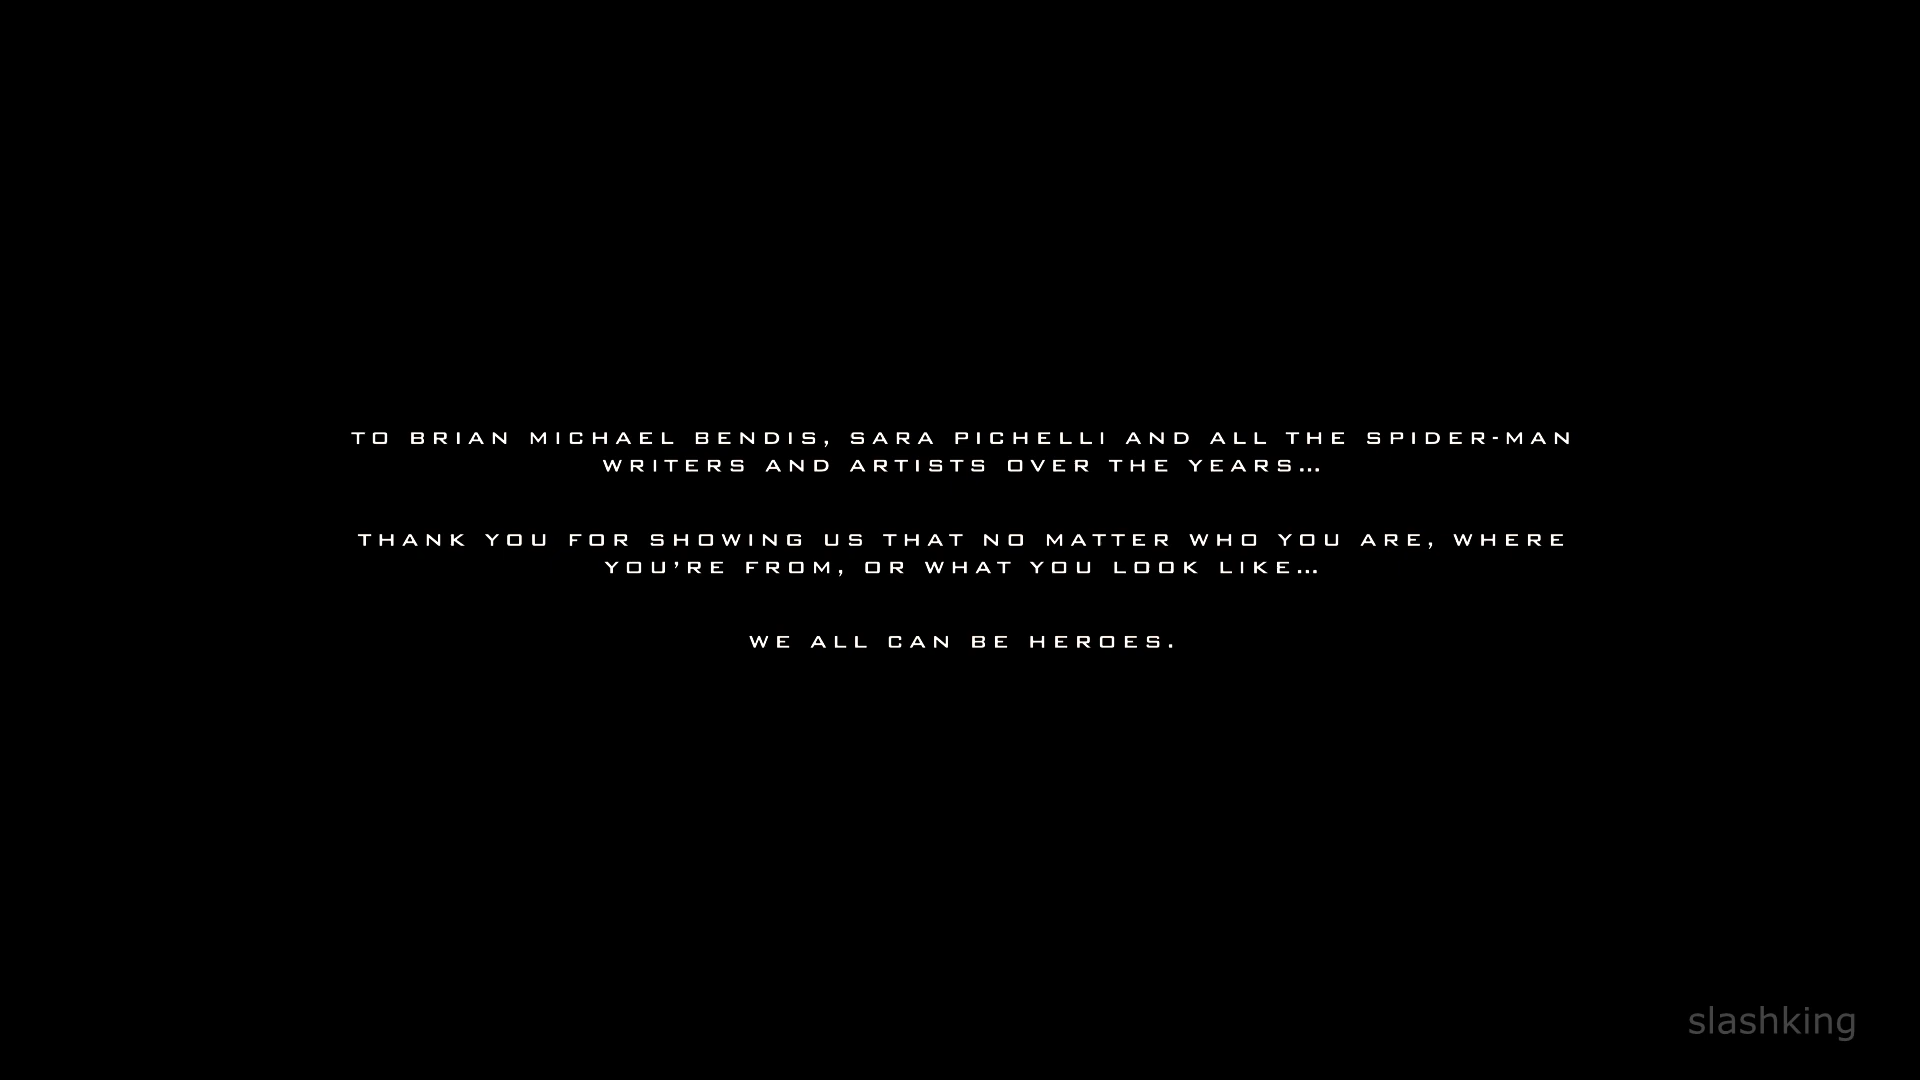 TO BRIAN MICHAEL BENDIS, SARA PICHELLI AND ALL THE SPIDER-MAN
WRITERS AND ARTISTS OVER THE YEARS...
THANK YOU FOR SHOWING US THAT NO MATTER WHO YOU ARE, WHERE
YOU'RE FROM, OR WHAT YOU LOOK LIKE...
WE ALL CAN BE HEROES.
slashking